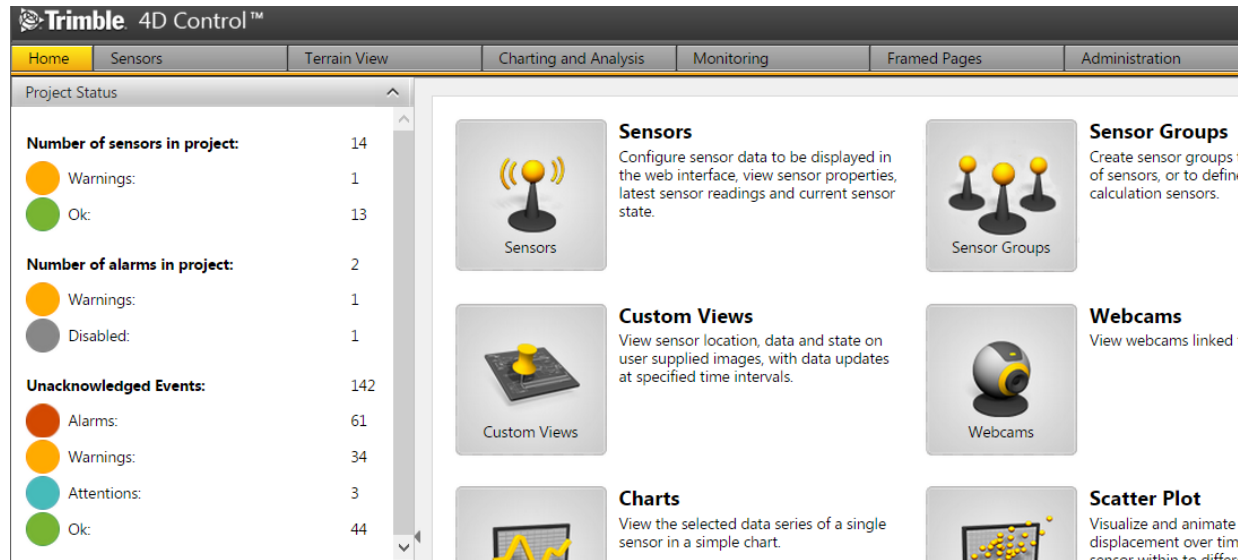 Trimble. 4D Control™
Home Sensors Terrain View Charting and Analysis Monitoring Framed Pages Administration
Project Status
Number of sensors in project: 14
Warnings: 1
Ok: 13
Number of alarms in project: 2
Warnings: 1
Disabled: 1
Unacknowledged Events: 142
Alarms: 61
Warnings: 34
Attentions: 3
Ok: 44
Sensors
Sensors
Configure sensor data to be displayed in
the web interface, view sensor properties,
latest sensor readings and current sensor
state.
Sensor Groups
Sensor Groups
Create sensor groups
of sensors, or to define
calculation sensors.
Custom Views
Custom Views
View sensor location, data and state on
user supplied images, with data updates
at specified time intervals.
Webcams
Webcams
View webcams linked
Charts
View the selected data series of a single
sensor in a simple chart.
Scatter Plot
Visualize and animate
displacement over tim
sensor within to differ